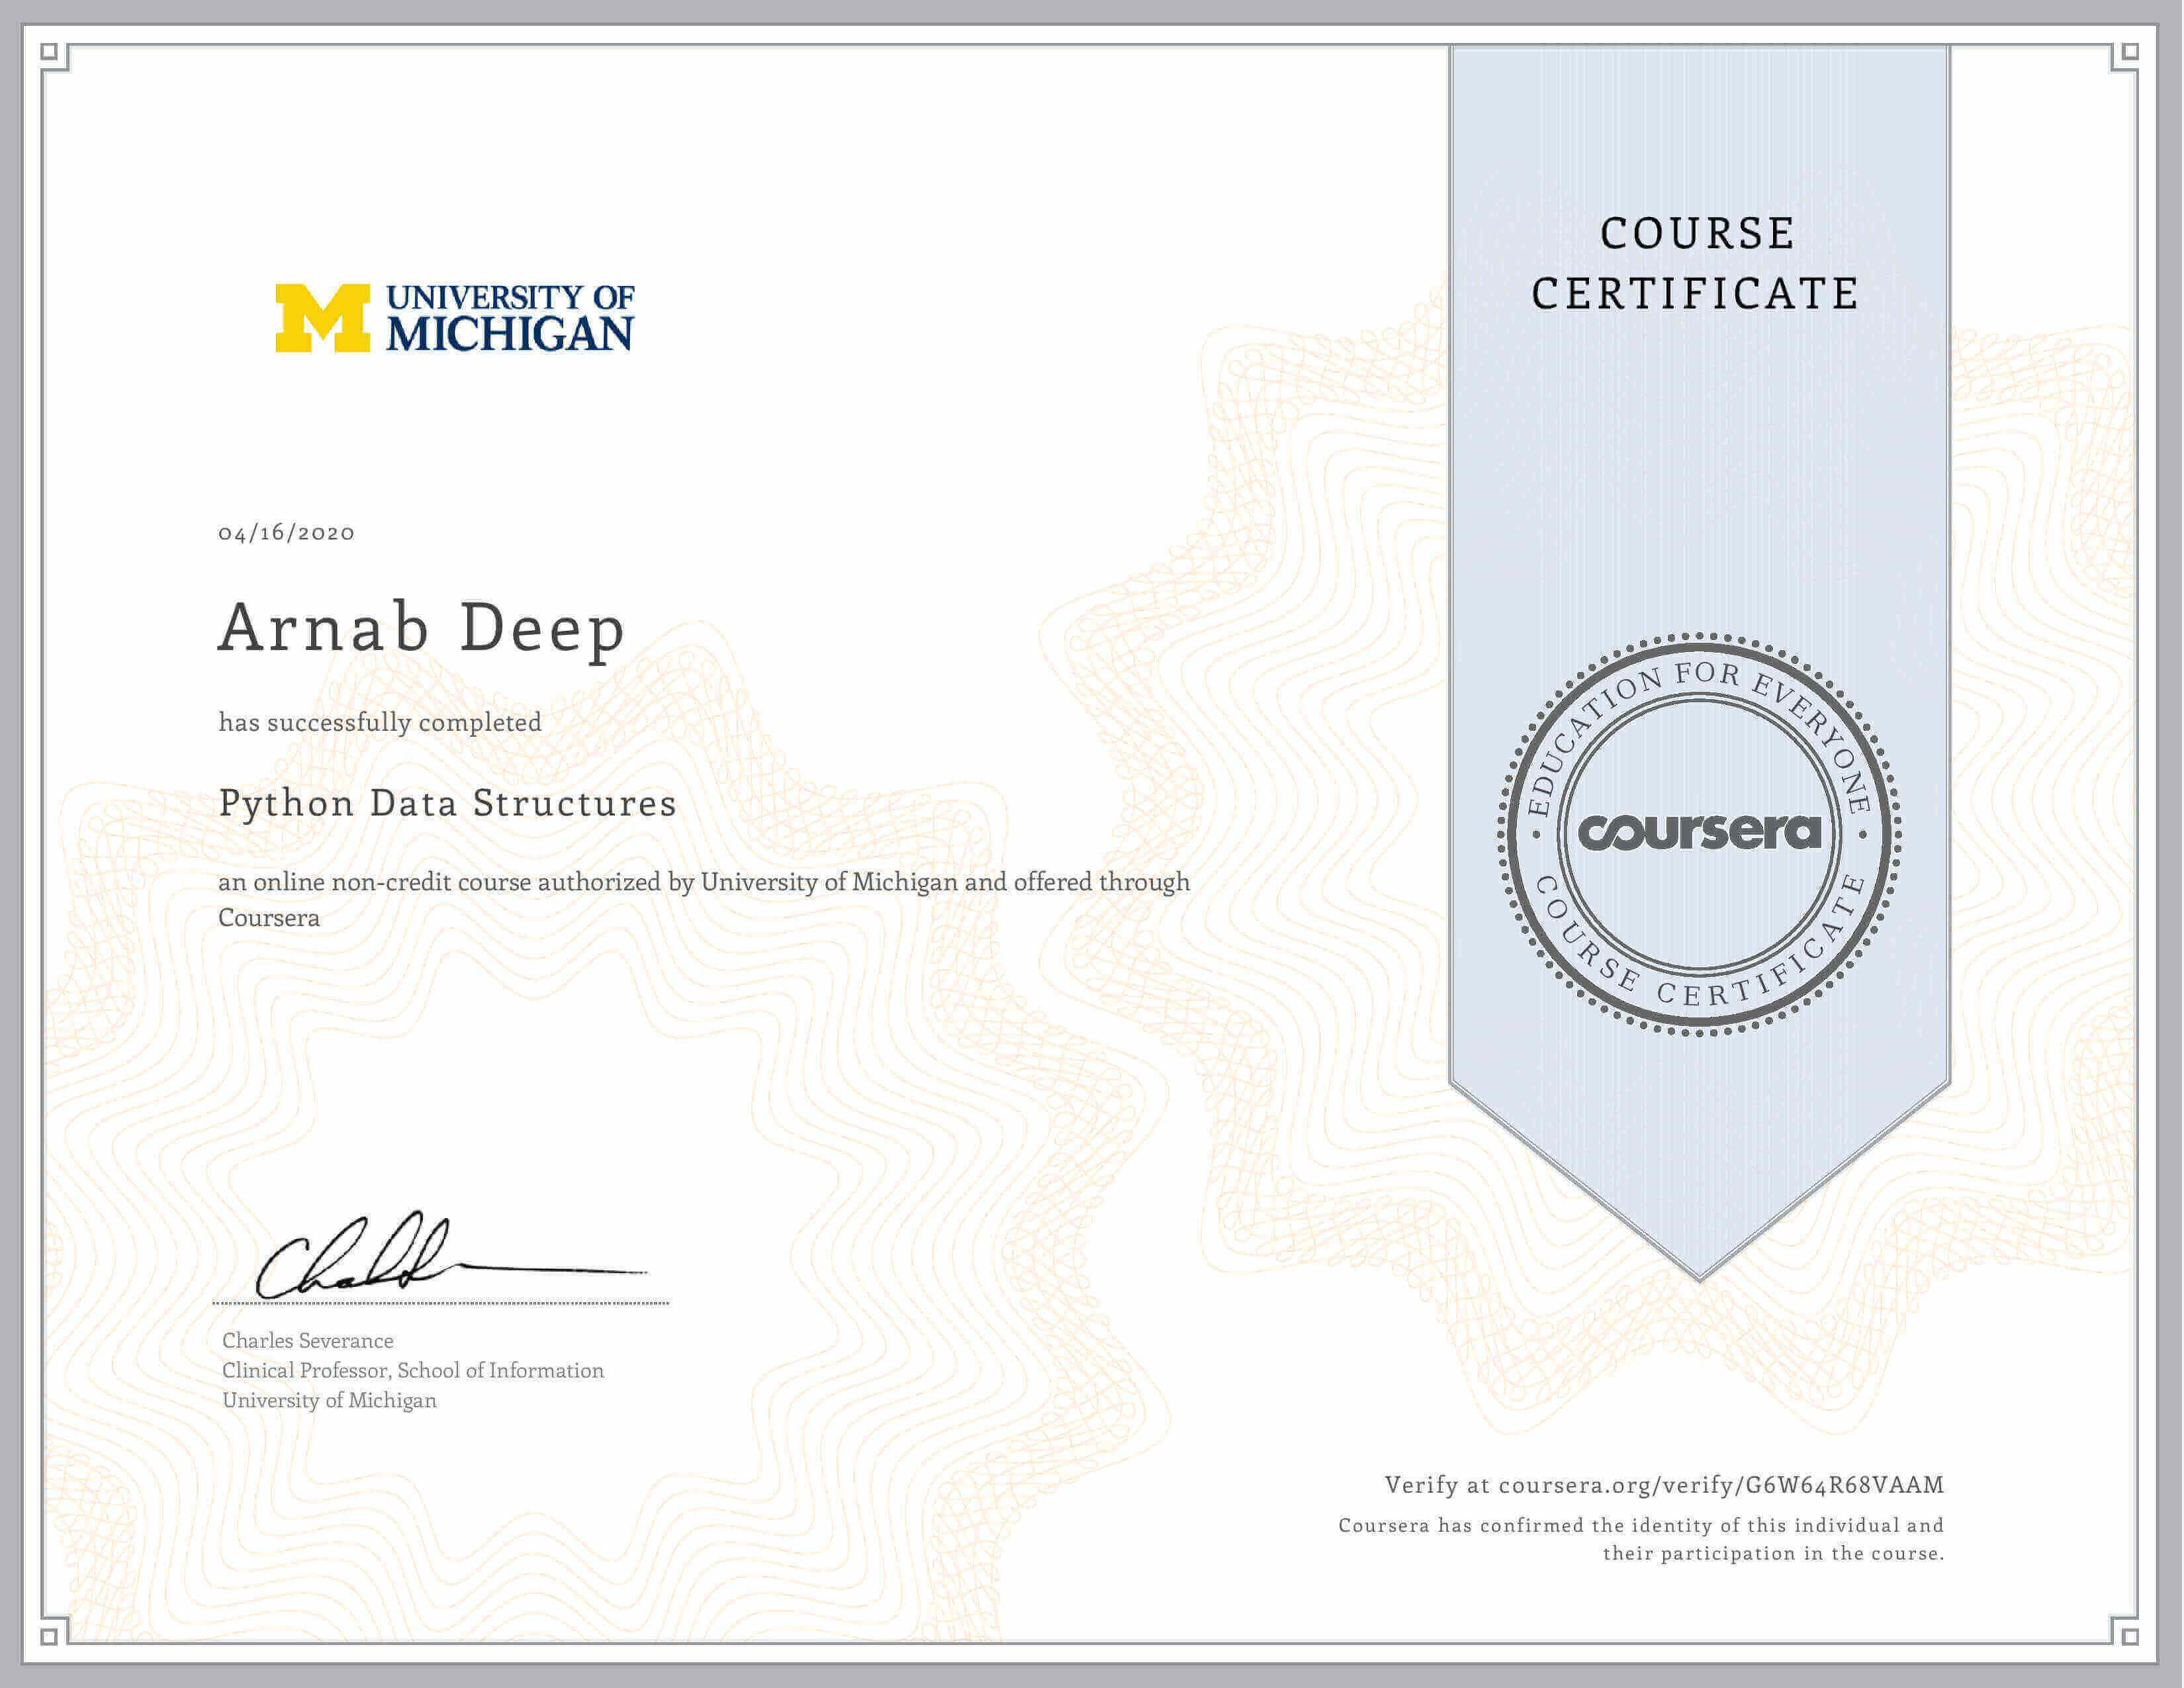 UNIVERSITY OF
MICHIGAN
04/16/2020
Arnab Deep
has successfully completed
Python Data Structures
an online non-credit course authorized by University of Michigan and offered through
Coursera
Charles Severance
Clinical Professor, School of Information
University of Michigan
COURSE
CERTIFICATE
EDUCATION FOR EVERYONE
coursera
COURSE CERTIFICATE
Verify at coursera.org/verify/G6W64R68VAAM
Coursera has confirmed the identity of this individual and
their participation in the course.